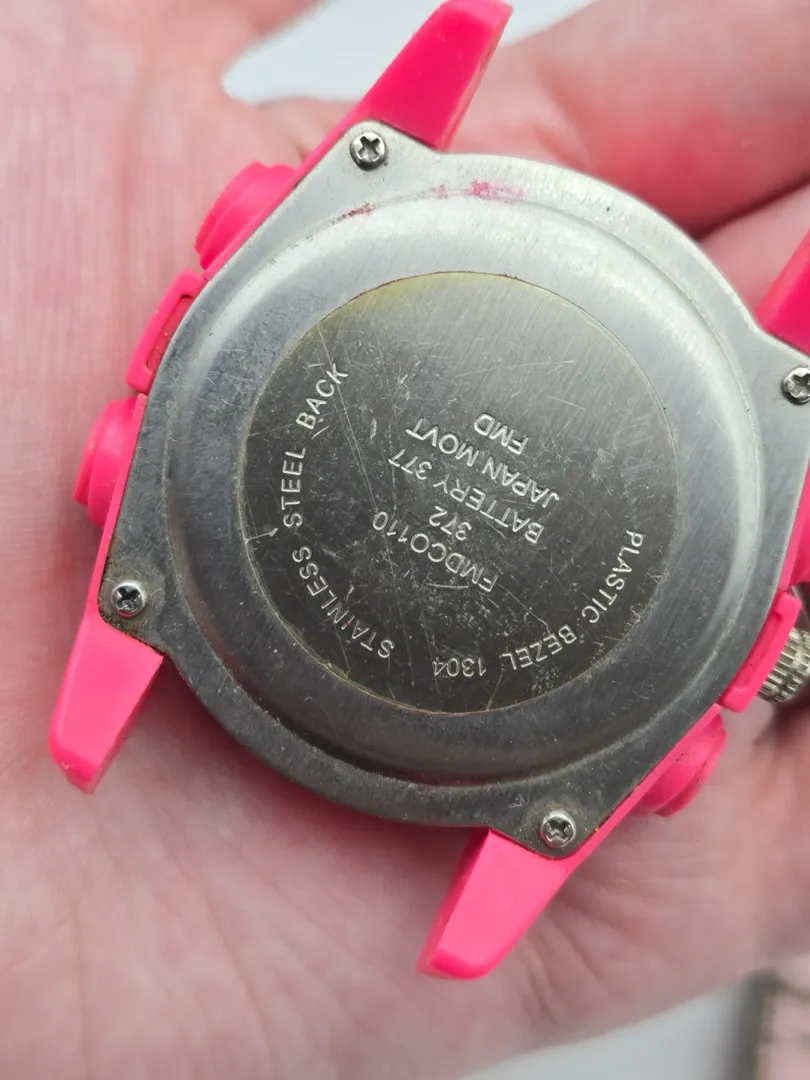 STAINLESS STEEL BACK
FMDCO110
372
BATTERY 377
JAPAN MOVT
FMD
PLASTIC BEZEL 1304